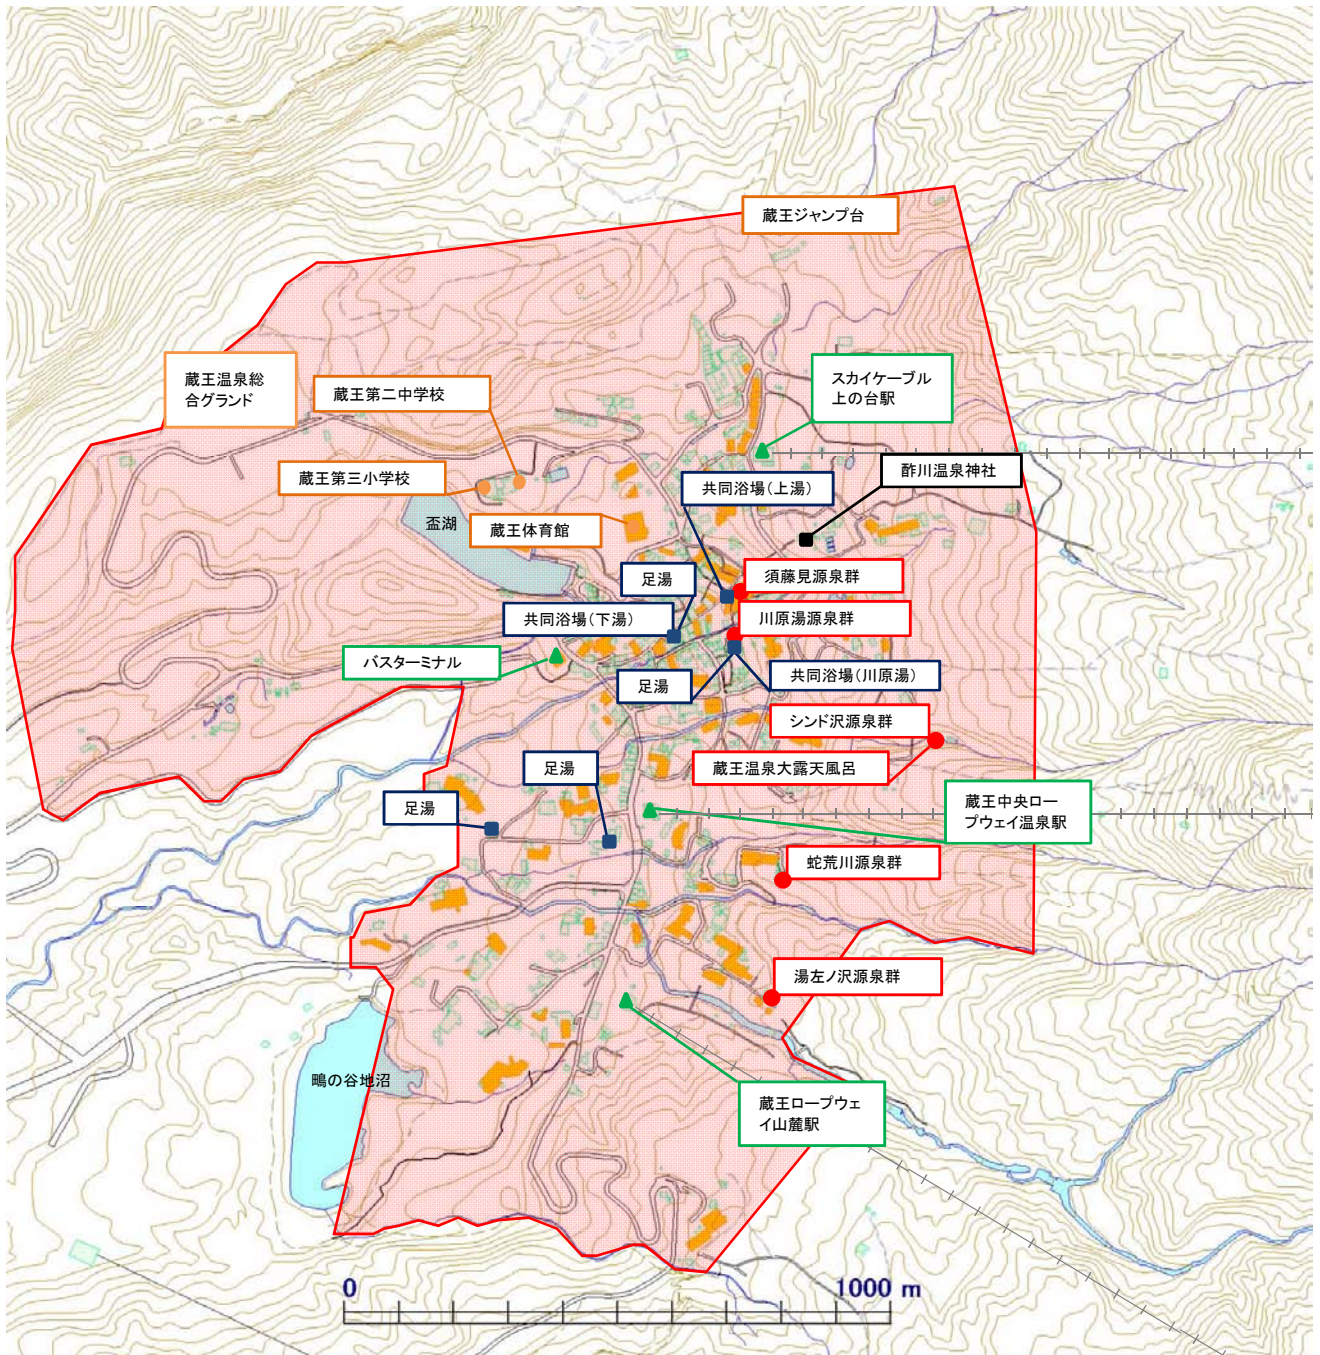 蔵王ジャンプ台
蔵王温泉総
合グランド
蔵王第二中学校
スカイケーブル
上の台駅
蔵王第三小学校
共同浴場(上湯)
酢川温泉神社
盃湖
蔵王体育館
足湯
須藤見源泉群
共同浴場(下湯)
川原湯源泉群
バスターミナル
足湯
共同浴場(川原湯)
シンド沢源泉群
足湯
蔵王温泉大露天風呂
足湯
蔵王中央ロー
プウェイ温泉駅
蛇荒川源泉群
湯左ノ沢源泉群
鴫の谷地沼
蔵王ロープウェ
イ山麓駅
0
1000 m